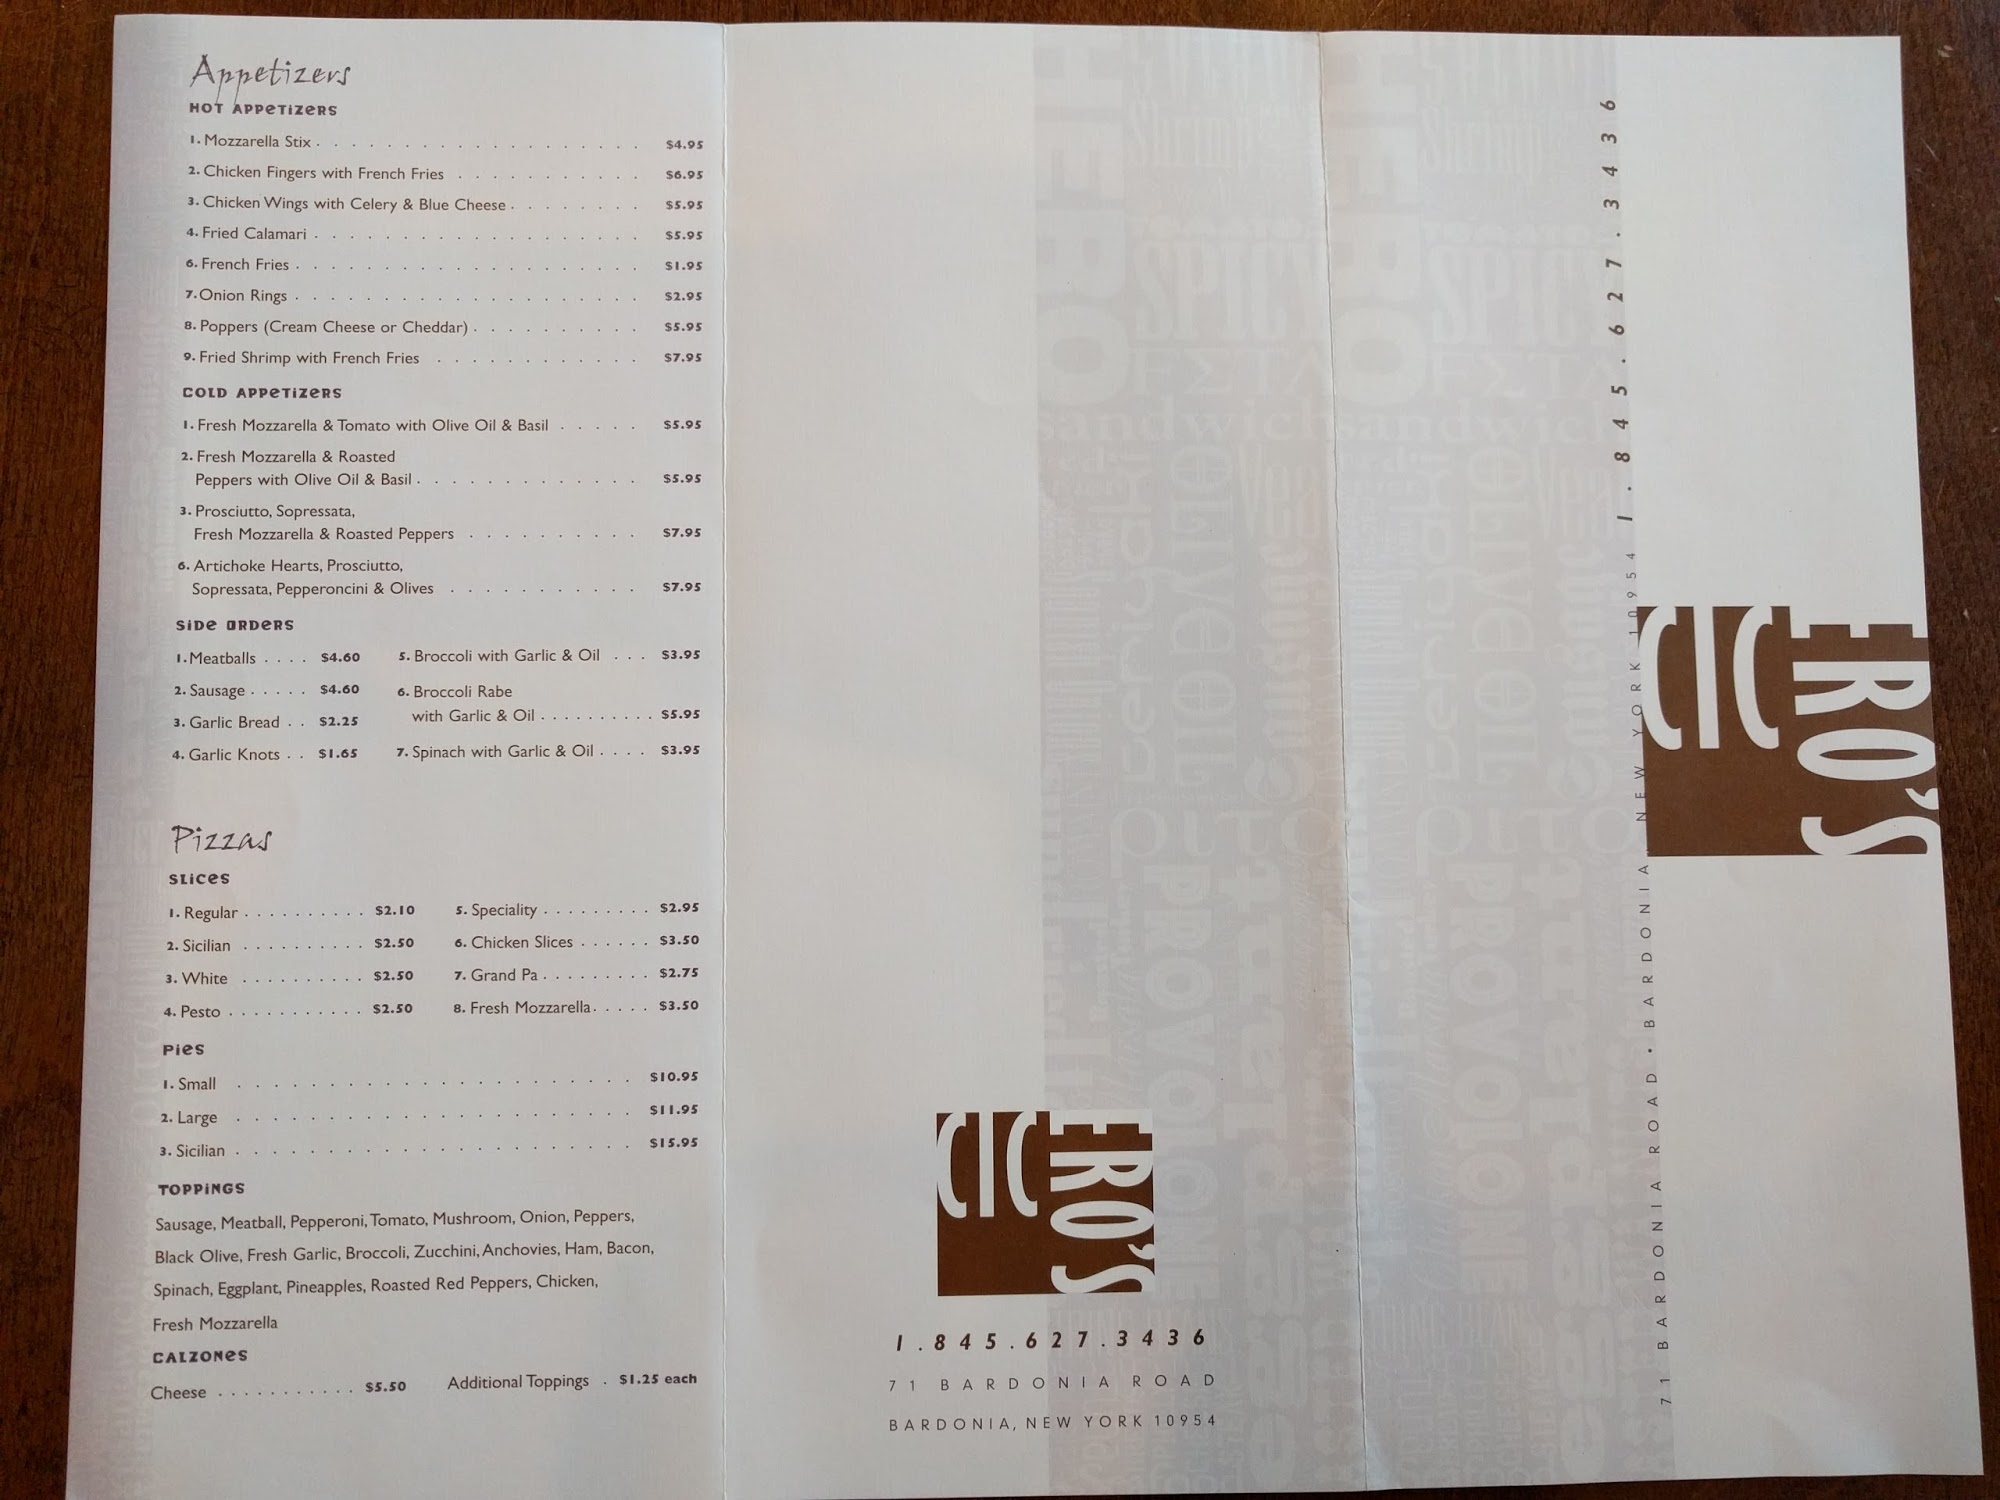 Appetizers
HOT APPETIZERS
1. Mozzarella Stix . . . . . . . . . . . . . . . . . . . $4.95
2. Chicken Fingers with French Fries . . . . . . . . . . . $6.95
3. Chicken Wings with Celery & Blue Cheese . . . . . . . . $5.95
4. Fried Calamari . . . . . . . . . . . . . . . . . . . $5.95
6. French Fries . . . . . . . . . . . . . . . . . . . . $1.95
7. Onion Rings . . . . . . . . . . . . . . . . . . . . $2.95
8. Poppers (Cream Cheese or Cheddar) . . . . . . . . . . $5.95
9. Fried Shrimp with French Fries . . . . . . . . . . . . $7.95
COLD APPETIZERS
1. Fresh Mozzarella & Tomato with Olive Oil & Basil . . . . . $5.95
2. Fresh Mozzarella & Roasted
Peppers with Olive Oil & Basil . . . . . . . . . . . . . $5.95
3. Prosciutto, Sopressata,
Fresh Mozzarella & Roasted Peppers . . . . . . . . . . $7.95
6. Artichoke Hearts, Prosciutto,
Sopressata, Pepperoncini & Olives . . . . . . . . . . . $7.95
SIDE ORDERS
1. Meatballs . . . . $4.60
2. Sausage . . . . . $4.60
3. Garlic Bread . . $2.25
4. Garlic Knots . . $1.65
5. Broccoli with Garlic & Oil . . . $3.95
6. Broccoli Rabe
with Garlic & Oil . . . . . . . . . . $5.95
7. Spinach with Garlic & Oil . . . . $3.95
Pizzas
SLICES
1. Regular . . . . . . . . . . $2.10
2. Sicilian . . . . . . . . . . $2.50
3. White . . . . . . . . . . $2.50
4. Pesto . . . . . . . . . . . $2.50
5. Speciality . . . . . . . . . $2.95
6. Chicken Slices . . . . . . $3.50
7. Grand Pa . . . . . . . . . $2.75
8. Fresh Mozzarella . . . . . $3.50
PIES
1. Small . . . . . . . . . . . . . . . . . . . . . . . $10.95
2. Large . . . . . . . . . . . . . . . . . . . . . . . $11.95
3. Sicilian . . . . . . . . . . . . . . . . . . . . . . . $15.95
TOPPINGS
Sausage, Meatball, Pepperoni, Tomato, Mushroom, Onion, Peppers,
Black Olive, Fresh Garlic, Broccoli, Zucchini, Anchovies, Ham, Bacon,
Spinach, Eggplant, Pineapples, Roasted Red Peppers, Chicken,
Fresh Mozzarella
CALZONES
Cheese . . . . . . . . . . . $5.50
Additional Toppings . $1.25 each
CICERO'S
1.845.627.3436
71 BARDONIA ROAD
BARDONIA, NEW YORK 10954
sandwich
71 BARDONIA ROAD • BARDONIA, NEW YORK 10954 1.845.627.3436
CICERO'S